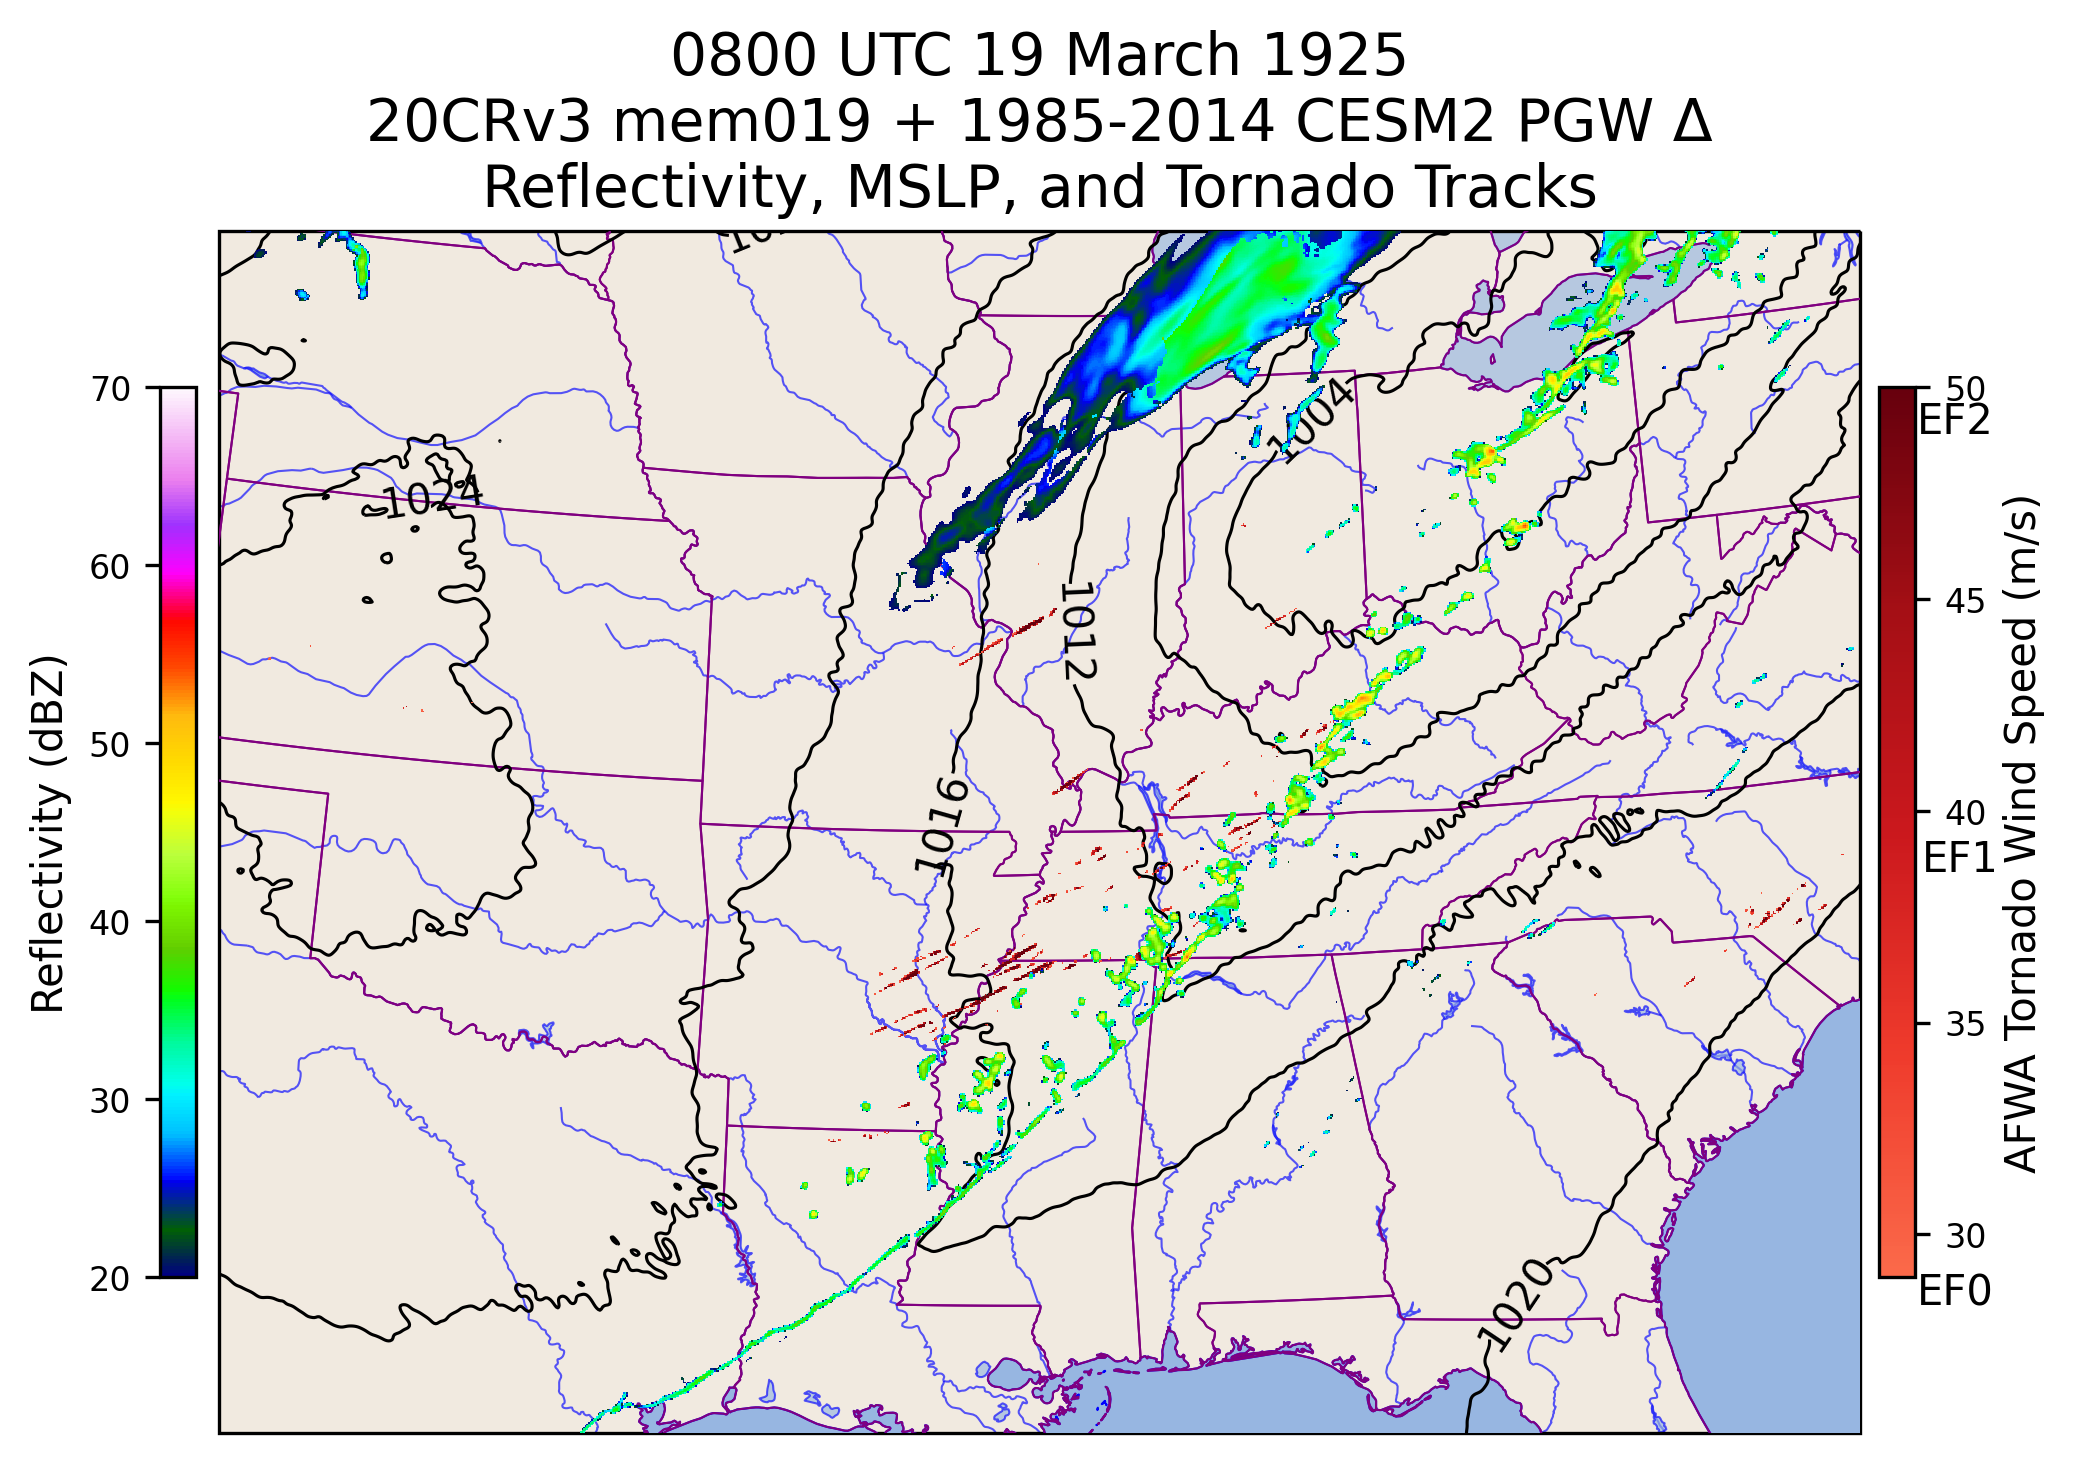 0800 UTC 19 March 1925
20CRv3 mem019 + 1985-2014 CESM2 PGW Δ
Reflectivity, MSLP, and Tornado Tracks
1004
1024
1012
1016
1020
Reflectivity (dBZ)
70
60
50
40
30
20
50
EF2
45
40
EF1
35
30
EF0
AFWA Tornado Wind Speed (m/s)